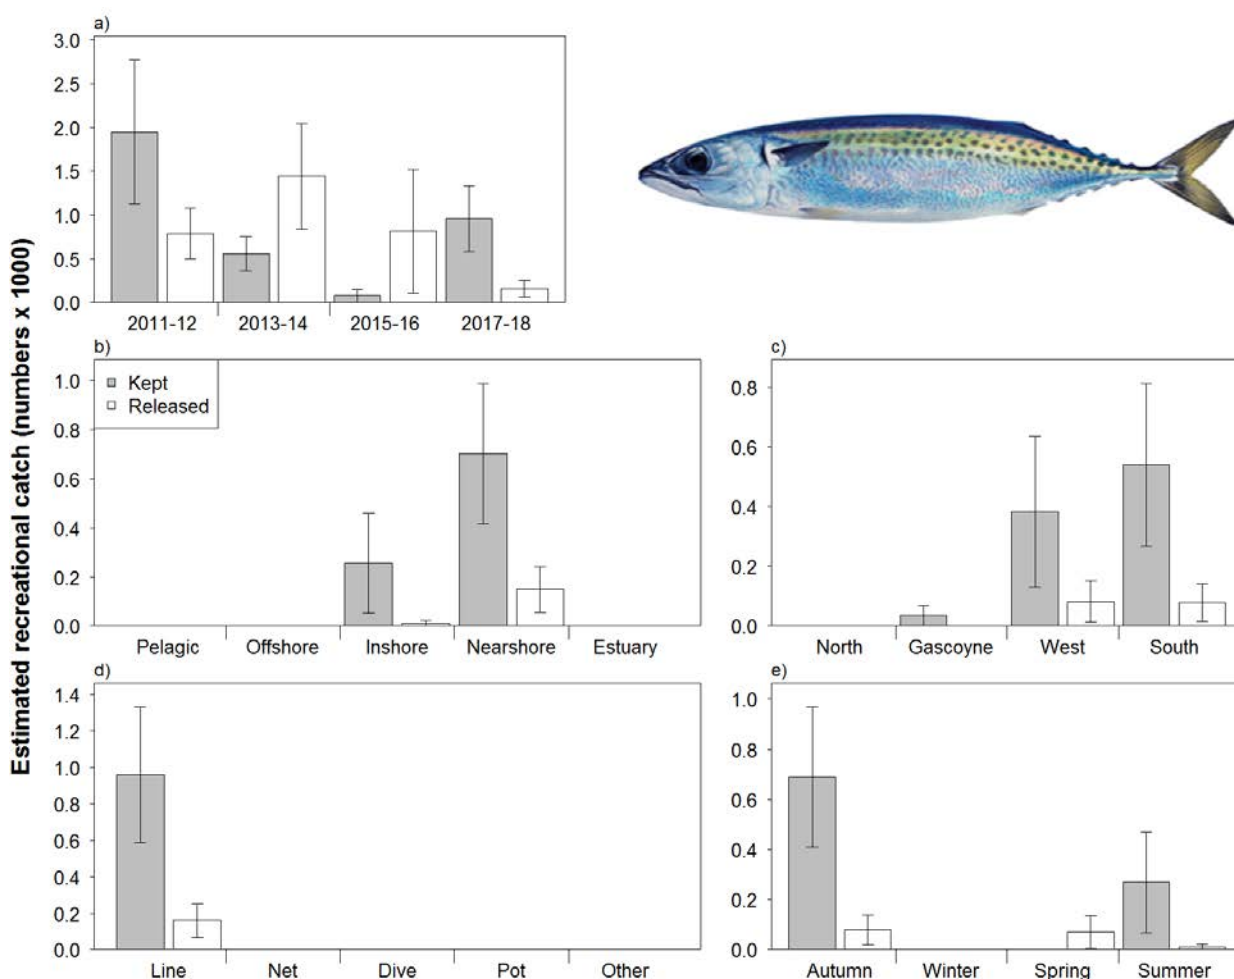 a)
3.0
2.5
2.0
1.5
1.0
0.5
0.0
2011-12 2013-14 2015-16 2017-18
Estimated recreational catch (numbers x 1000)
b)
Kept
Released
1.0
0.8
0.6
0.4
0.2
0.0
Pelagic Offshore Inshore Nearshore Estuary
c)
0.8
0.6
0.4
0.2
0.0
North Gascoyne West South
d)
1.4
1.2
1.0
0.8
0.6
0.4
0.2
0.0
Line Net Dive Pot Other
e)
1.0
0.8
0.6
0.4
0.2
0.0
Autumn Winter Spring Summer